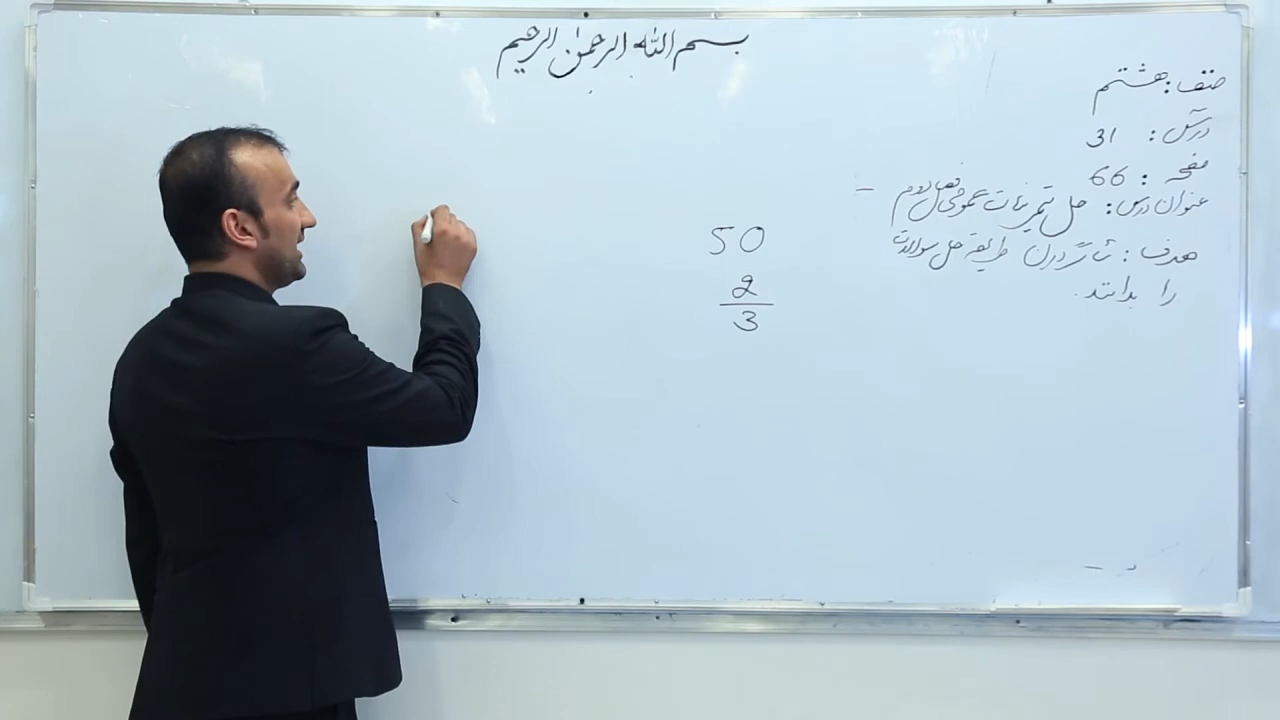 بسم الله الرحمن الرحیم
صنف: هشتم
درس: 31
صفحه: 66
عنوان درس: حل تمرینات عمومی فصل دوم
هدف: شاگردان طریقه حل سوالات
را بدانند.
50
2
3